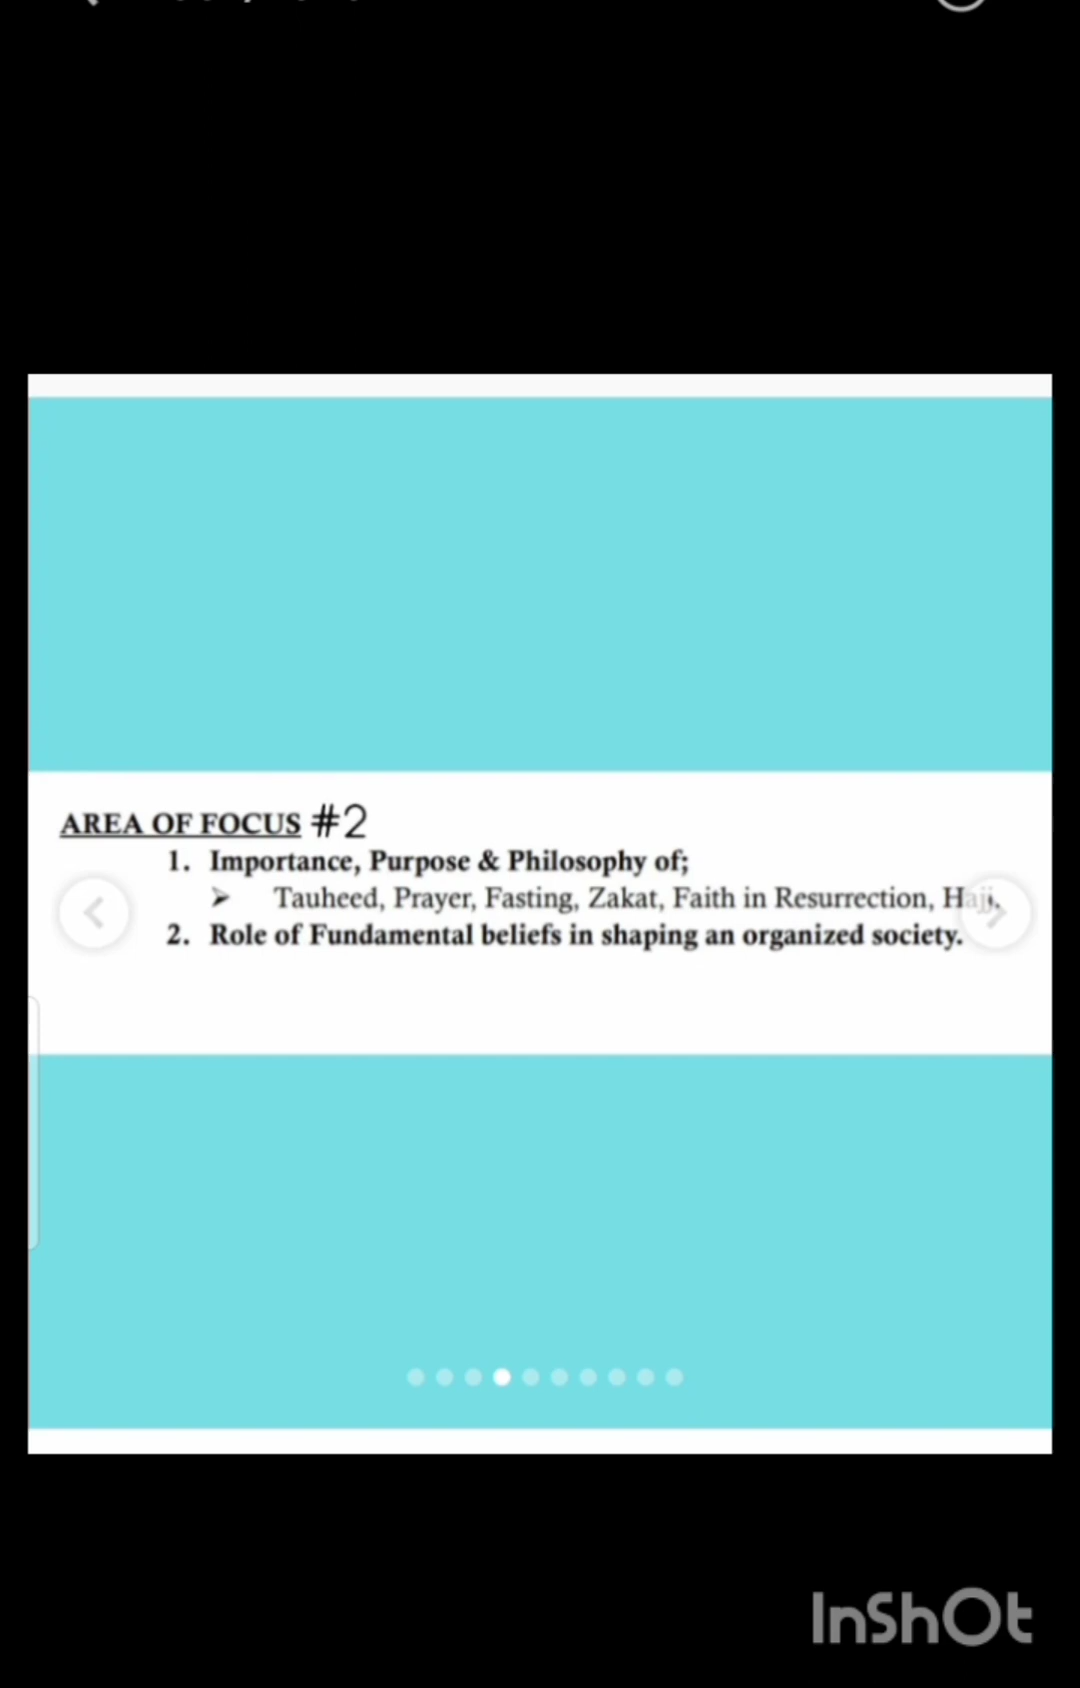 AREA OF FOCUS #2
1. Importance, Purpose & Philosophy of;
➤ Tauheed, Prayer, Fasting, Zakat, Faith in Resurrection, Hajj.
2. Role of Fundamental beliefs in shaping an organized society.
InShOt